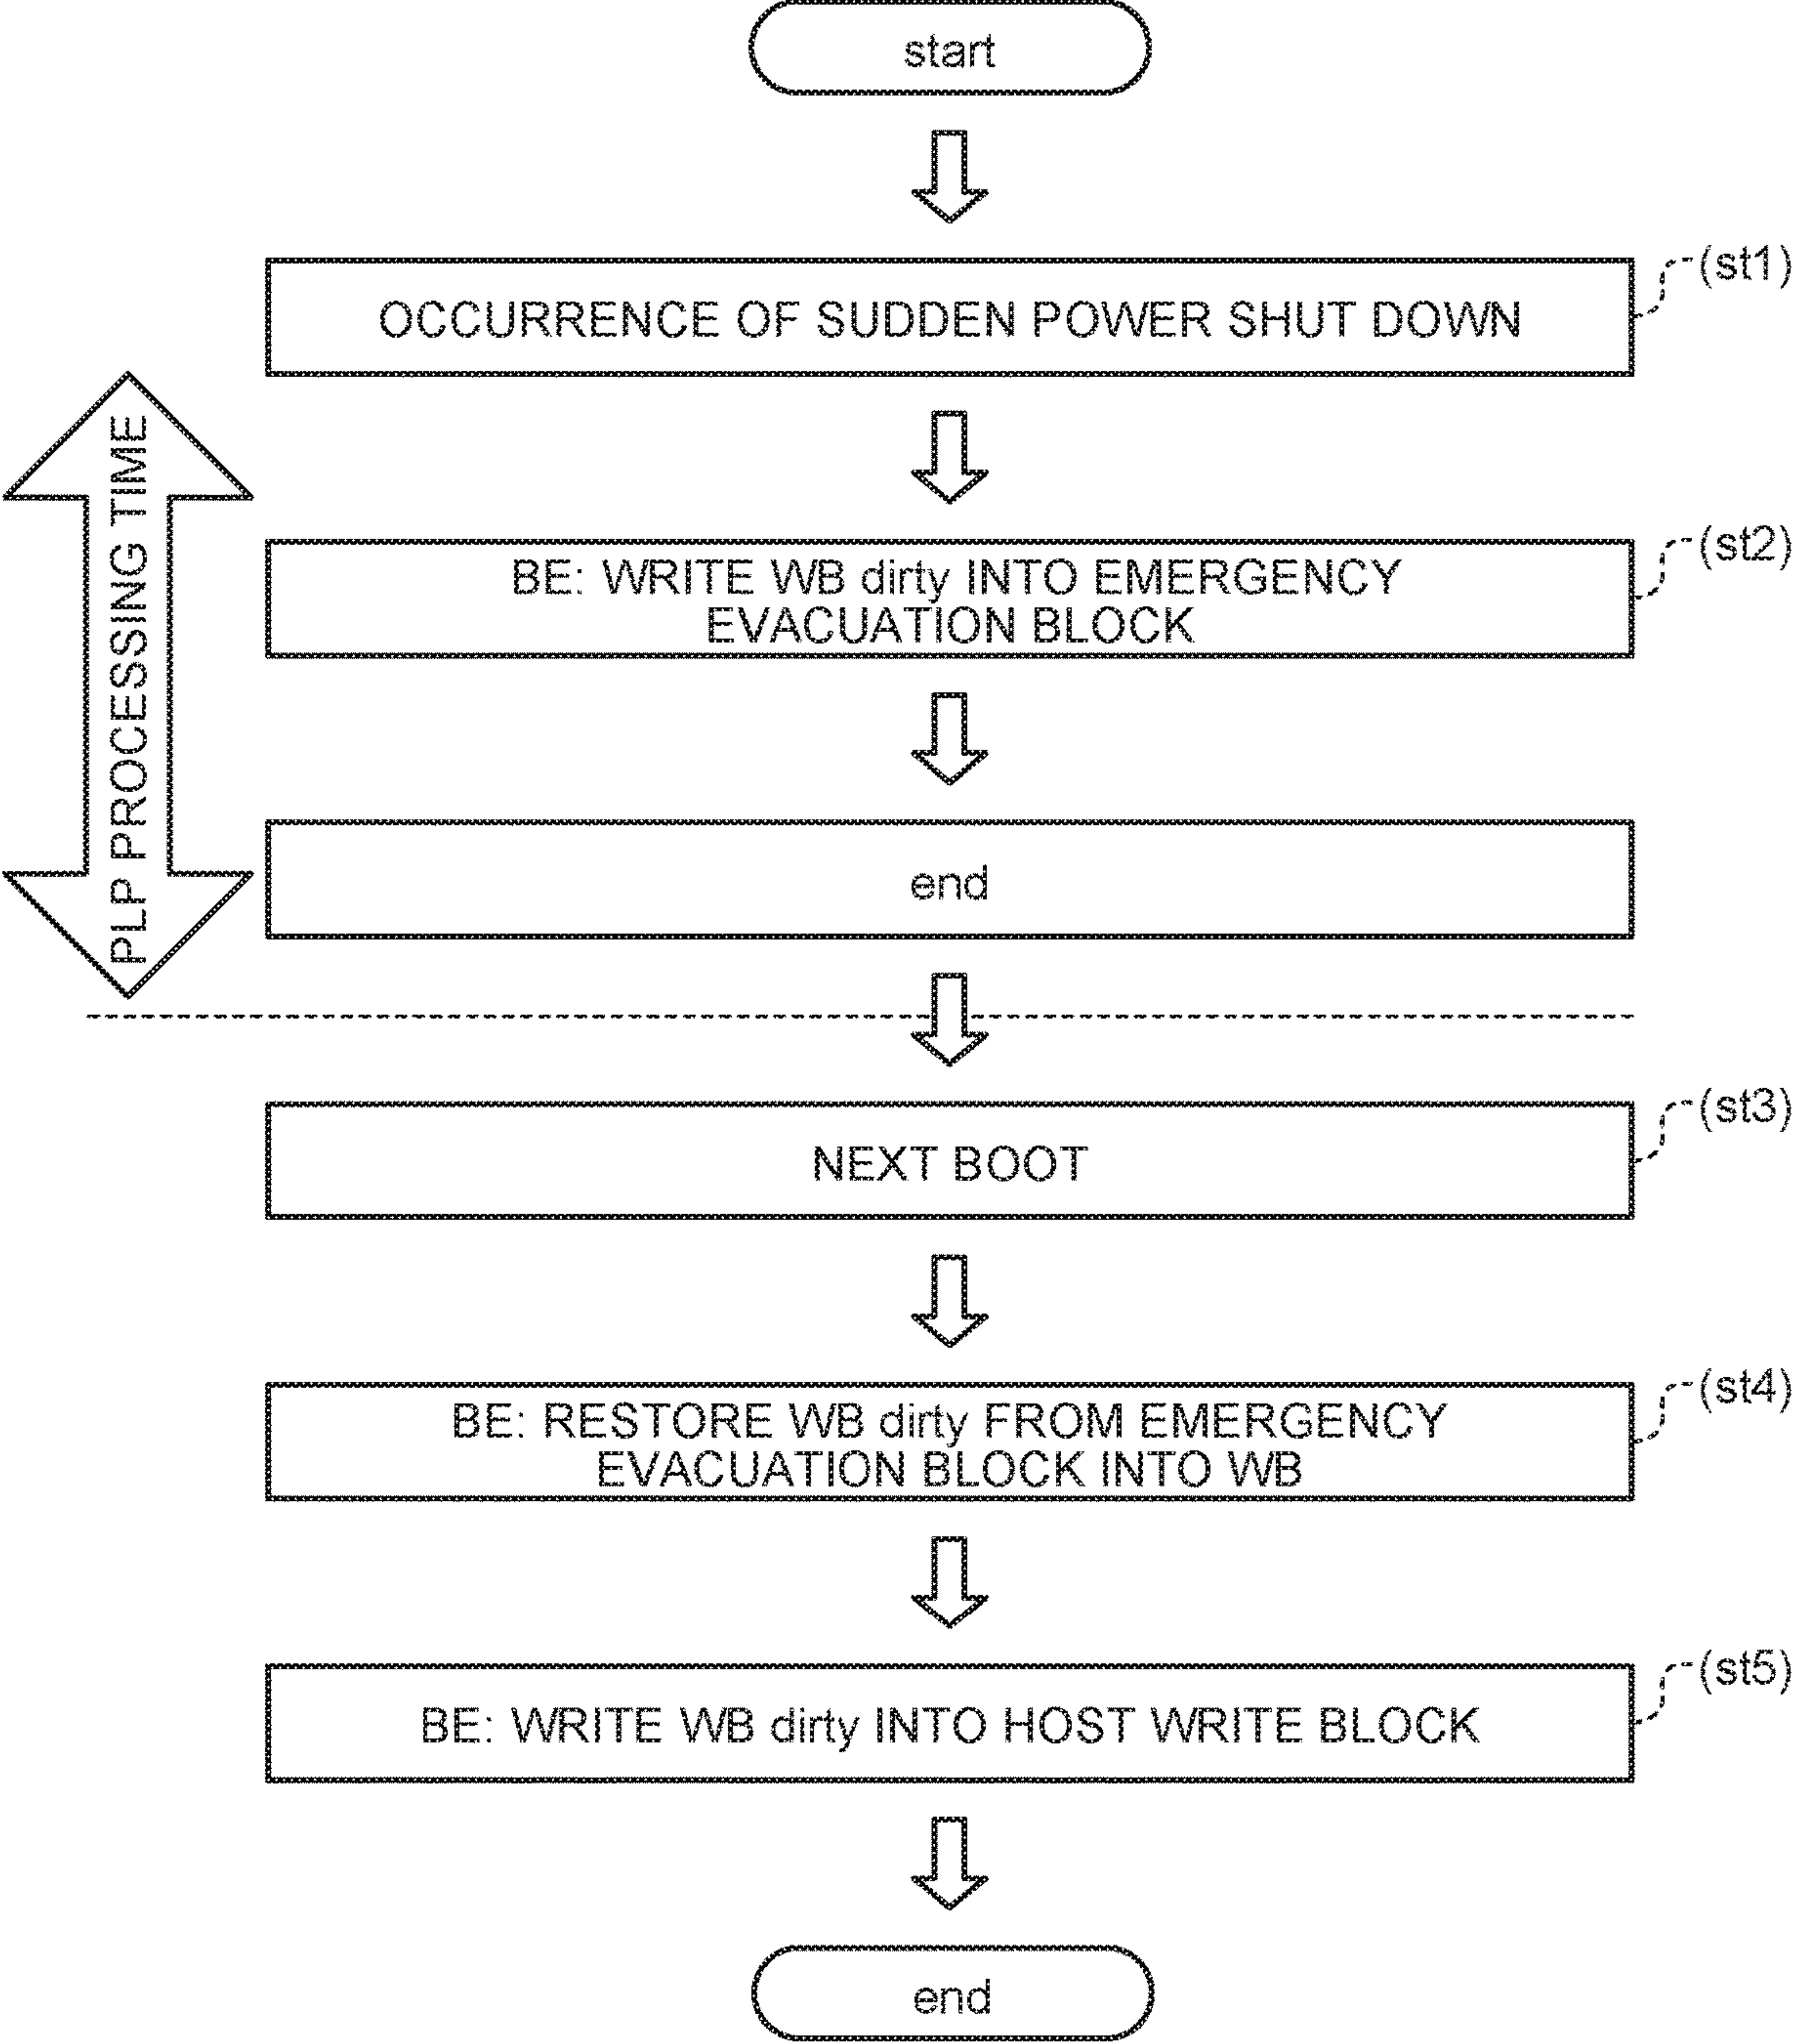 start
(st1)
OCCURRENCE OF SUDDEN POWER SHUT DOWN
PLP PROCESSING TIME
(st2)
BE: WRITE WB dirty INTO EMERGENCY
EVACUATION BLOCK
end
(st3)
NEXT BOOT
(st4)
BE: RESTORE WB dirty FROM EMERGENCY
EVACUATION BLOCK INTO WB
(st5)
BE: WRITE WB dirty INTO HOST WRITE BLOCK
end